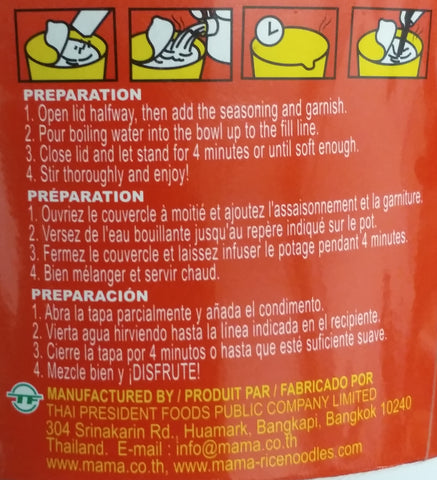 PREPARATION
1. Open lid halfway, then add the seasoning and garnish.
2. Pour boiling wafer into the bowl up to the fill line.
3. Close lid and let stand for 4 minutes or until soft enough.
4. Stir thoroughly and enjoy!
PRÉPARATION
1. Ouvriez le couvercle à moitié et ajoutez l'assaisonnement et la garniture.
2. Versez de l'eau bouillante jusqu'au repère indiqué sur le pot.
3. Fermez le couvercle et laissez infuser le potage pendant 4 minutes.
4. Bien mélanger et servir chaud.
PREPARACIÓN
1. Abra la tapa parcialmente y añada el condimento.
2. Vierta agua hirviendo hasta la línea indicada en el recipiente.
3. Cierre la tapa por 4 minutos o hasta que esté suficiente suave.
4. Mezcle bien y ¡DISFRUTE!
TF
MANUFACTURED BY / PRODUIT PAR / FABRICADO POR
THAI PRESIDENT FOODS PUBLIC COMPANY LIMITED
304 Srinakarin Rd., Huamark, Bangkapi, Bangkok 10240
Thailand. E-mail : info@mama.co.th
www.mama.co.th, www.mama-ricenoodles.com